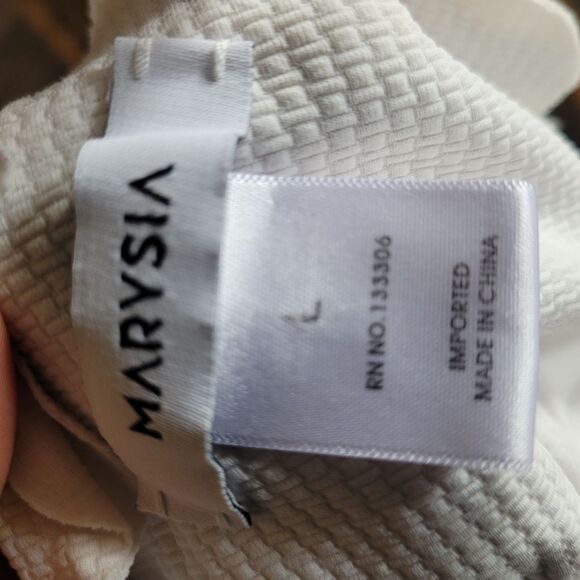 MARYSIA
L
RN NO. 133306
IMPORTED
MADE IN CHINA